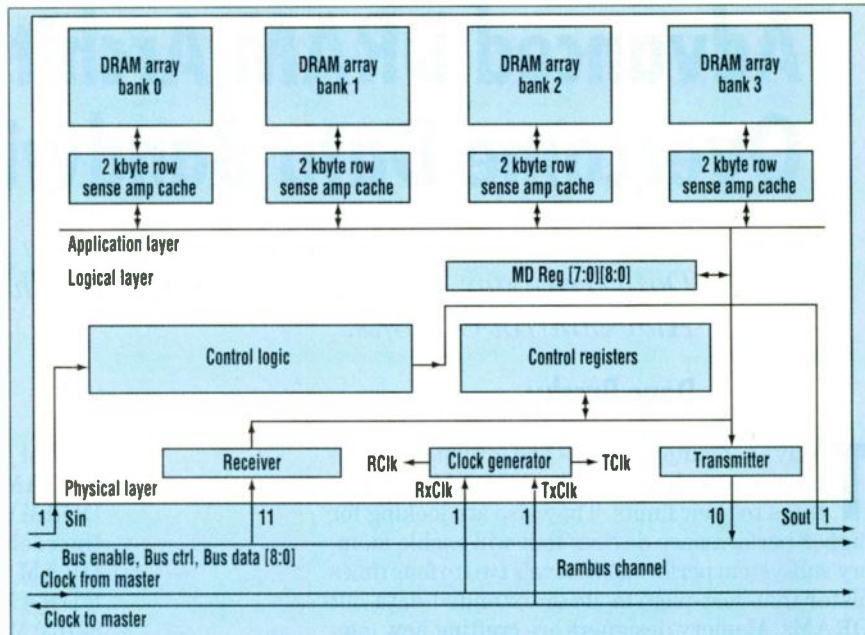 DRAM array
bank 0
DRAM array
bank 1
DRAM array
bank 2
DRAM array
bank 3
2 kbyte row
sense amp cache
2 kbyte row
sense amp cache
2 kbyte row
sense amp cache
2 kbyte row
sense amp cache
Application layer
Logical layer
MD Reg [7:0][8:0]
Control logic
Control registers
Receiver
RClk
Clock generator
TClk
Transmitter
Physical layer
RxClk
TxClk
Sin
11
1
1
10
Sout
1
Bus enable, Bus ctrl, Bus data [8:0]
Rambus channel
Clock from master
Clock to master